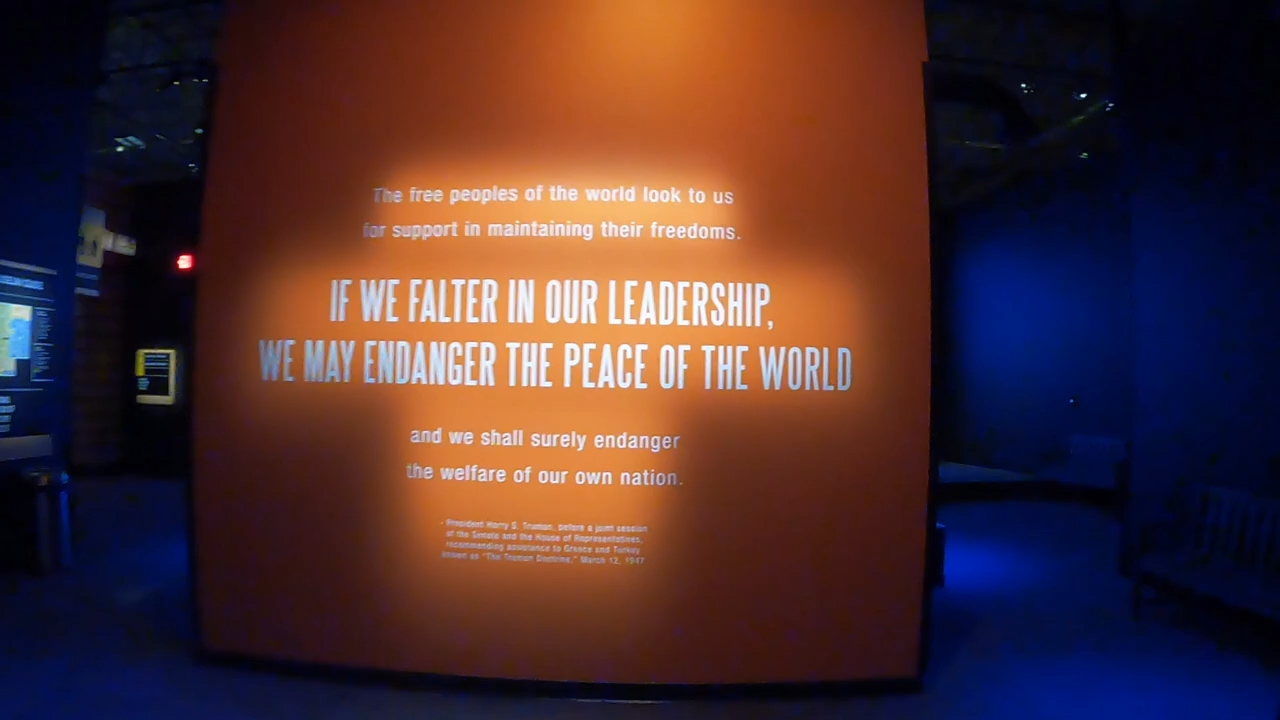 The free peoples of the world look to us
for support in maintaining their freedoms.
IF WE FALTER IN OUR LEADERSHIP,
WE MAY ENDANGER THE PEACE OF THE WORLD
and we shall surely endanger
the welfare of our own nation.
- President Harry S. Truman, before a joint session
of the Senate and the House of Representatives,
recommending assistance to Greece and Turkey
known as "The Truman Doctrine," March 12, 1947